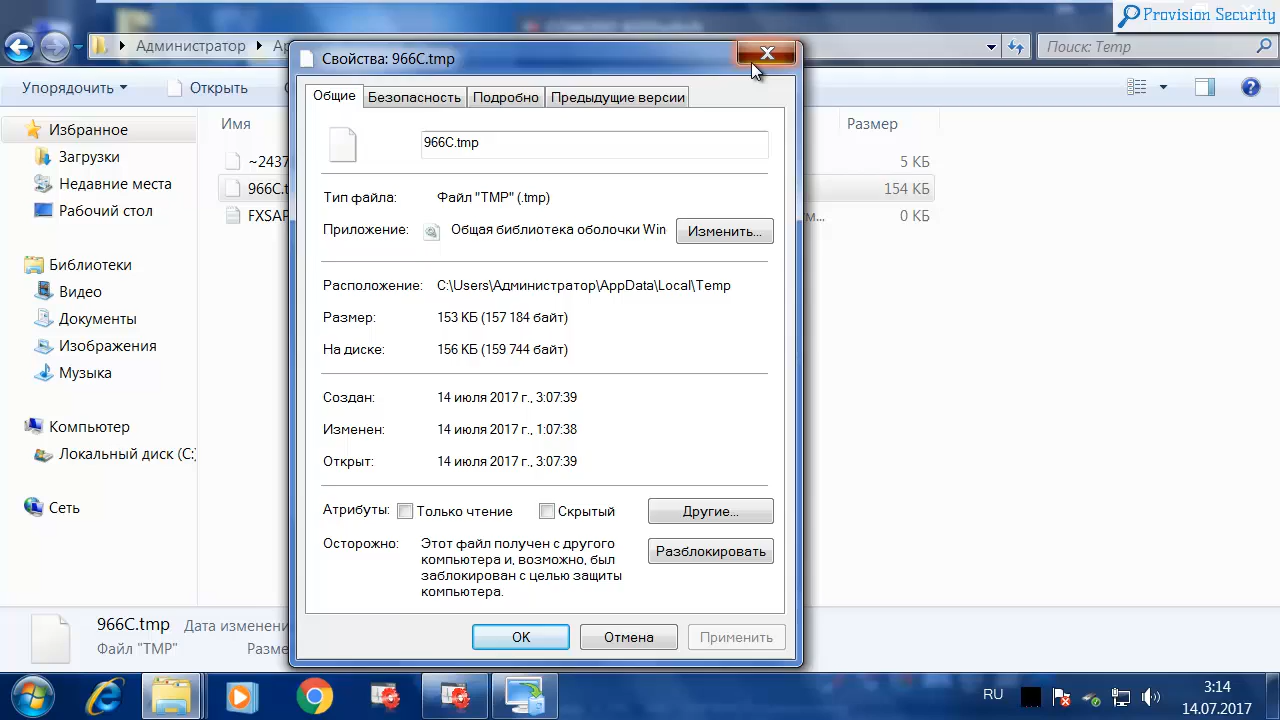 Provision Security
Администратор
Поиск: Temp
Свойства: 966C.tmp
Упорядочить
Открыть
Общие
Безопасность
Подробно
Предыдущие версии
Избранное
Загрузки
Недавние места
Рабочий стол
Библиотеки
Видео
Документы
Изображения
Музыка
Компьютер
Локальный диск (C:
Сеть
Имя
~2437
966C.t
FXSAP
Размер
5 КБ
154 КБ
0 КБ
966C.tmp
Тип файла: Файл "TMP" (.tmp)
Приложение: Общая библиотека оболочки Win
Изменить...
Расположение: C:\Users\Администратор\AppData\Local\Temp
Размер: 153 КБ (157 184 байт)
На диске: 156 КБ (159 744 байт)
Создан: 14 июля 2017 г., 3:07:39
Изменен: 14 июля 2017 г., 1:07:38
Открыт: 14 июля 2017 г., 3:07:39
Атрибуты: Только чтение Скрытый
Другие...
Осторожно: Этот файл получен с другого
компьютера и, возможно, был
заблокирован с целью защиты
компьютера.
Разблокировать
OK
Отмена
Применить
966C.tmp Дата изменени
Файл "TMP" Разме
RU
3:14
14.07.2017